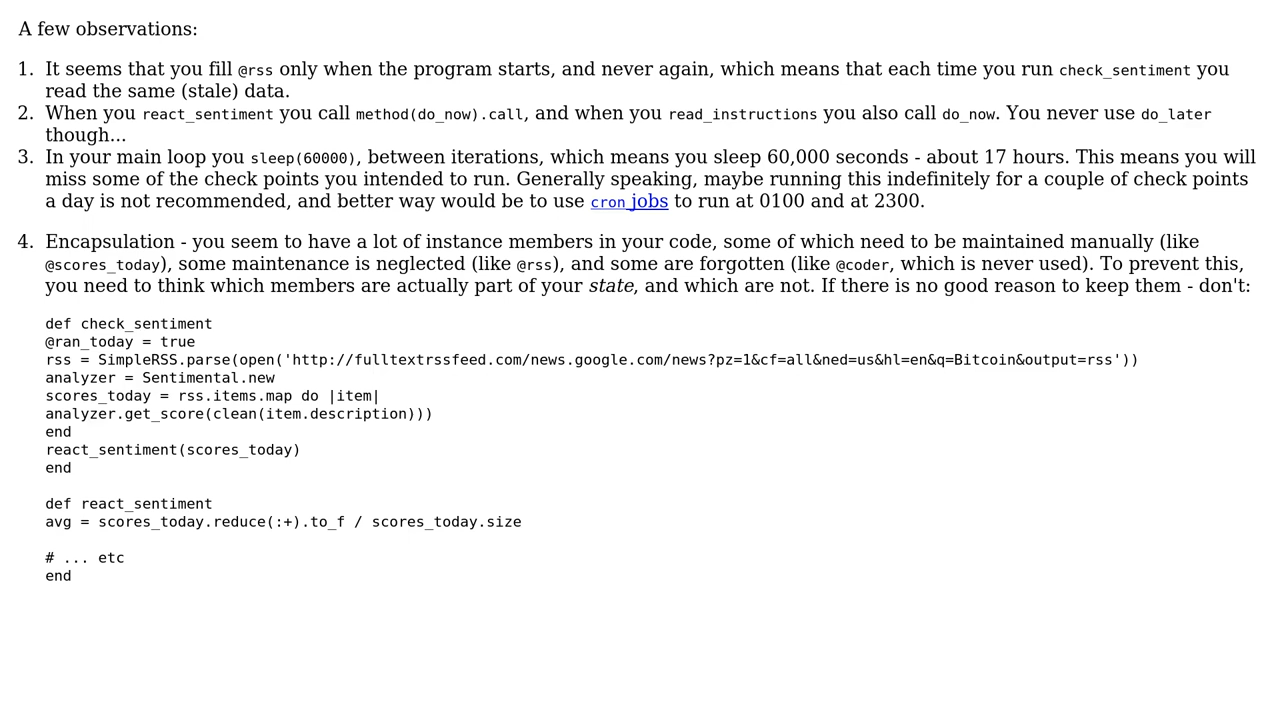 A few observations:
1. It seems that you fill @rss only when the program starts, and never again, which means that each time you run check_sentiment you
read the same (stale) data.
2. When you react_sentiment you call method(do_now).call, and when you read_instructions you also call do_now. You never use do_later
though...
3. In your main loop you sleep(60000), between iterations, which means you sleep 60,000 seconds - about 17 hours. This means you will
miss some of the check points you intended to run. Generally speaking, maybe running this indefinitely for a couple of check points
a day is not recommended, and better way would be to use cron jobs to run at 0100 and at 2300.
4. Encapsulation - you seem to have a lot of instance members in your code, some of which need to be maintained manually (like
@scores_today), some maintenance is neglected (like @rss), and some are forgotten (like @coder, which is never used). To prevent this,
you need to think which members are actually part of your state, and which are not. If there is no good reason to keep them - don't:
def check_sentiment
@ran_today = true
rss = SimpleRSS.parse(open('http://fulltextrssfeed.com/news.google.com/news?pz=1&cf=all&ned=us&hl=en&q=Bitcoin&output=rss'))
analyzer = Sentimental.new
scores_today = rss.items.map do |item|
analyzer.get_score(clean(item.description)))
end
react_sentiment(scores_today)
end
def react_sentiment
avg = scores_today.reduce(:+).to_f / scores_today.size
# ... etc
end